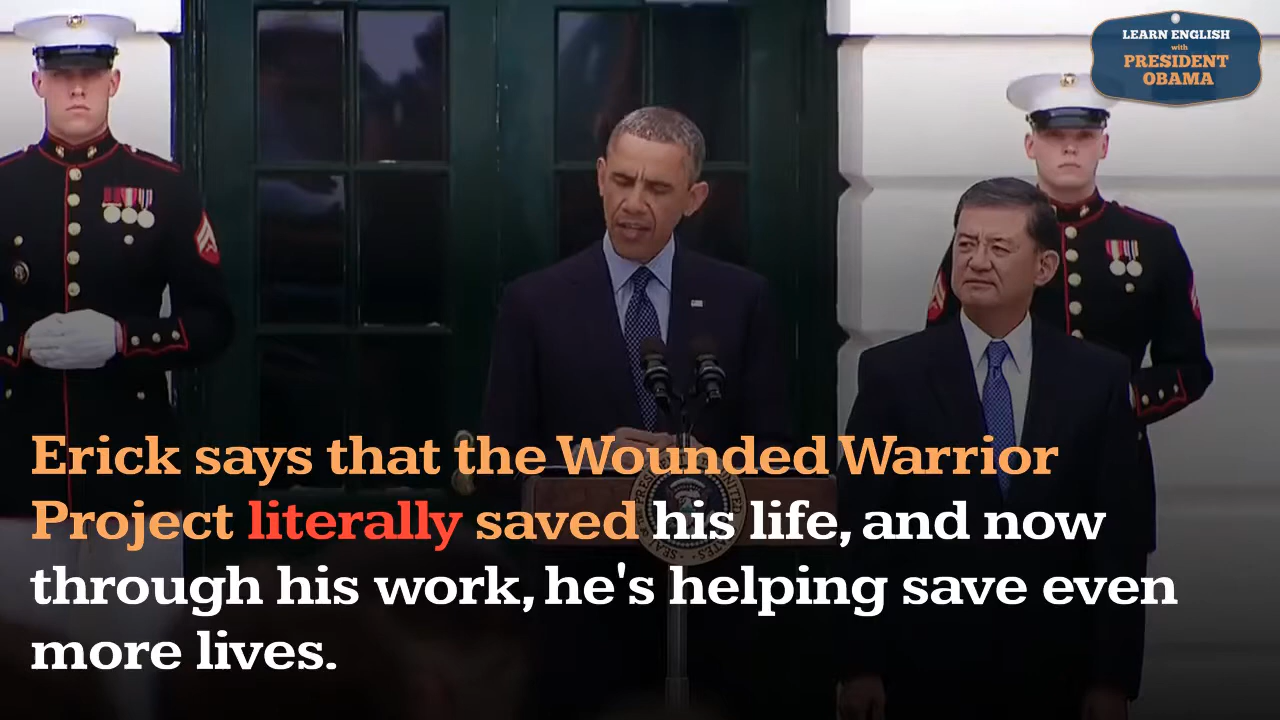 LEARN ENGLISH
with
PRESIDENT
OBAMA
Erick says that the Wounded Warrior
Project literally saved his life, and now
through his work, he's helping save even
more lives.